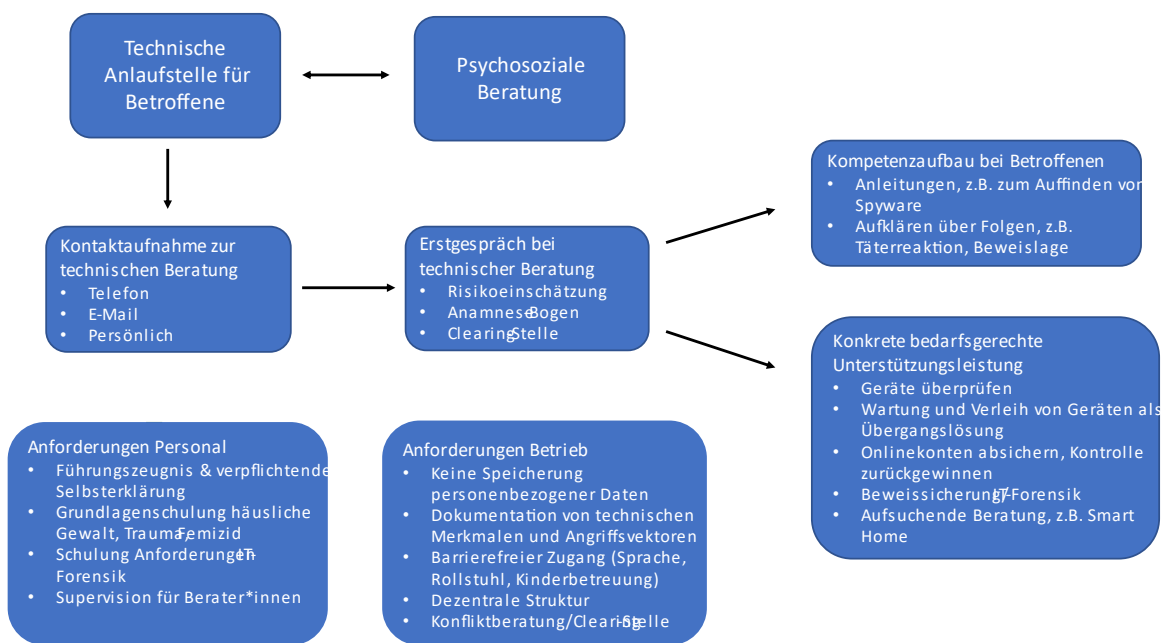 Technische
Anlaufstelle für
Betroffene
Psychosoziale
Beratung
Kontaktaufnahme zur
technischen Beratung
• Telefon
• E-Mail
• Persönlich
Erstgespräch bei
technischer Beratung
• Risikoeinschätzung
• Anamnese-Bogen
• Clearing-Stelle
Kompetenzaufbau bei Betroffenen
• Anleitungen, z.B. zum Auffinden von
Spyware
• Aufklären über Folgen, z.B.
Täterreaktion, Beweislage
Konkrete bedarfsgerechte
Unterstützungsleistung
• Geräte überprüfen
• Wartung und Verleih von Geräten als
Übergangslösung
• Onlinekonten absichern, Kontrolle
zurückgewinnen
• Beweissicherung/IT-Forensik
• Aufsuchende Beratung, z.B. Smart
Home
Anforderungen Personal
• Führungszeugnis & verpflichtende
Selbsterklärung
• Grundlagenschulung häusliche
Gewalt, Trauma, Femizid
• Schulung Anforderungen IT-
Forensik
• Supervision für Berater*innen
Anforderungen Betrieb
• Keine Speicherung
personenbezogener Daten
• Dokumentation von technischen
Merkmalen und Angriffsvektoren
• Barrierefreier Zugang (Sprache,
Rollstuhl, Kinderbetreuung)
• Dezentrale Struktur
• Konfliktberatung/Clearing-Stelle